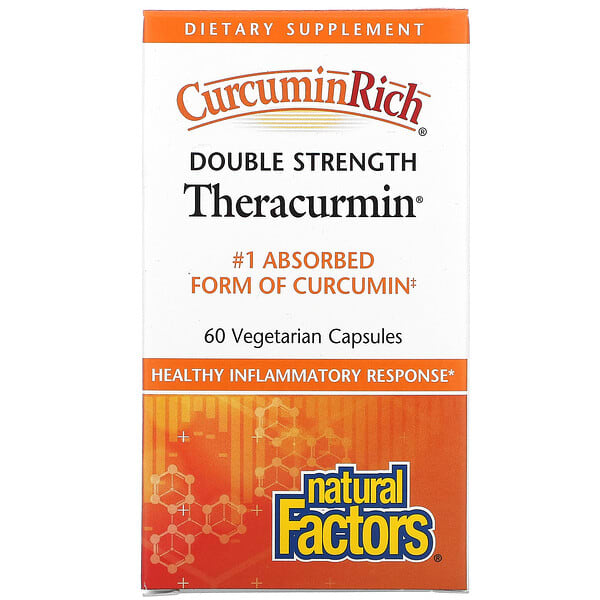 DIETARY SUPPLEMENT
CurcuminRich®
DOUBLE STRENGTH
Theracurmin®
#1 ABSORBED
FORM OF CURCUMIN‡
60 Vegetarian Capsules
HEALTHY INFLAMMATORY RESPONSE*
natural
Factors®